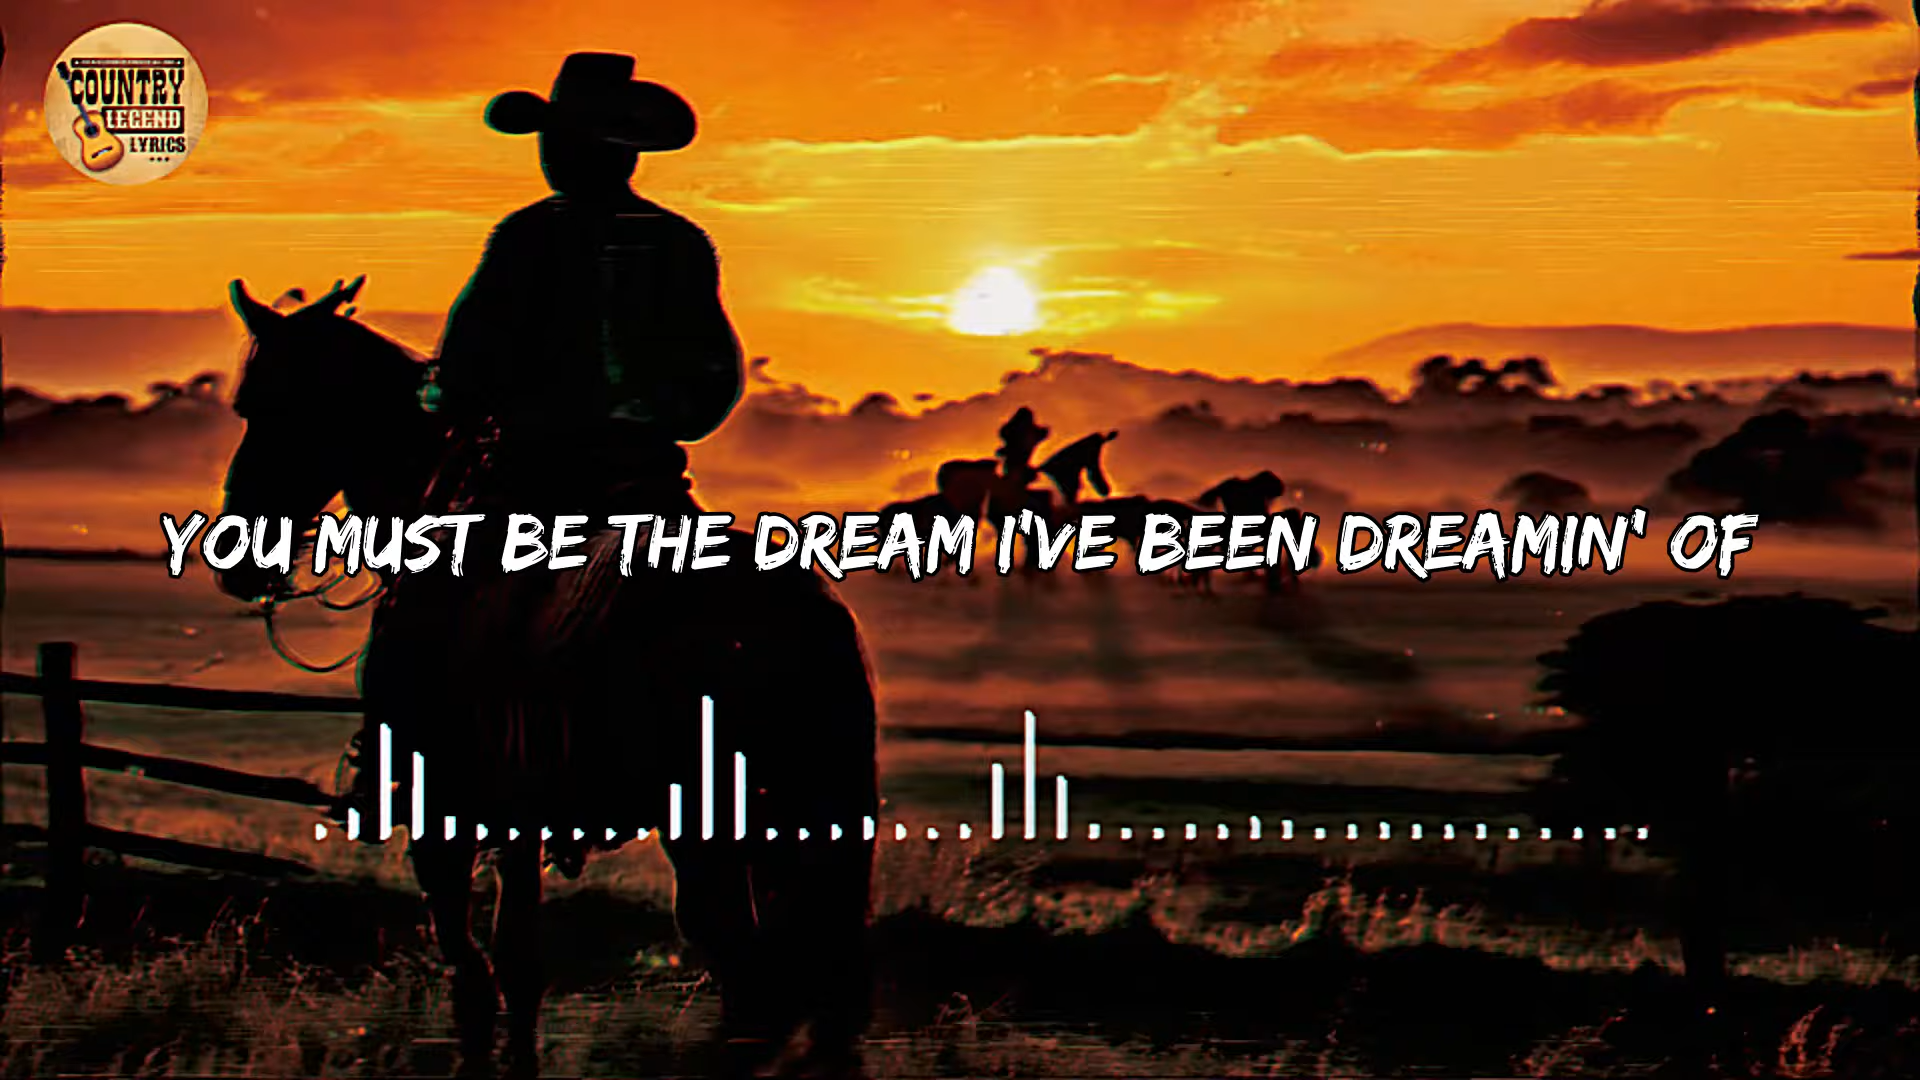 COUNTRY
LEGEND
LYRICS
YOU MUST BE THE DREAM I'VE BEEN DREAMIN' OF